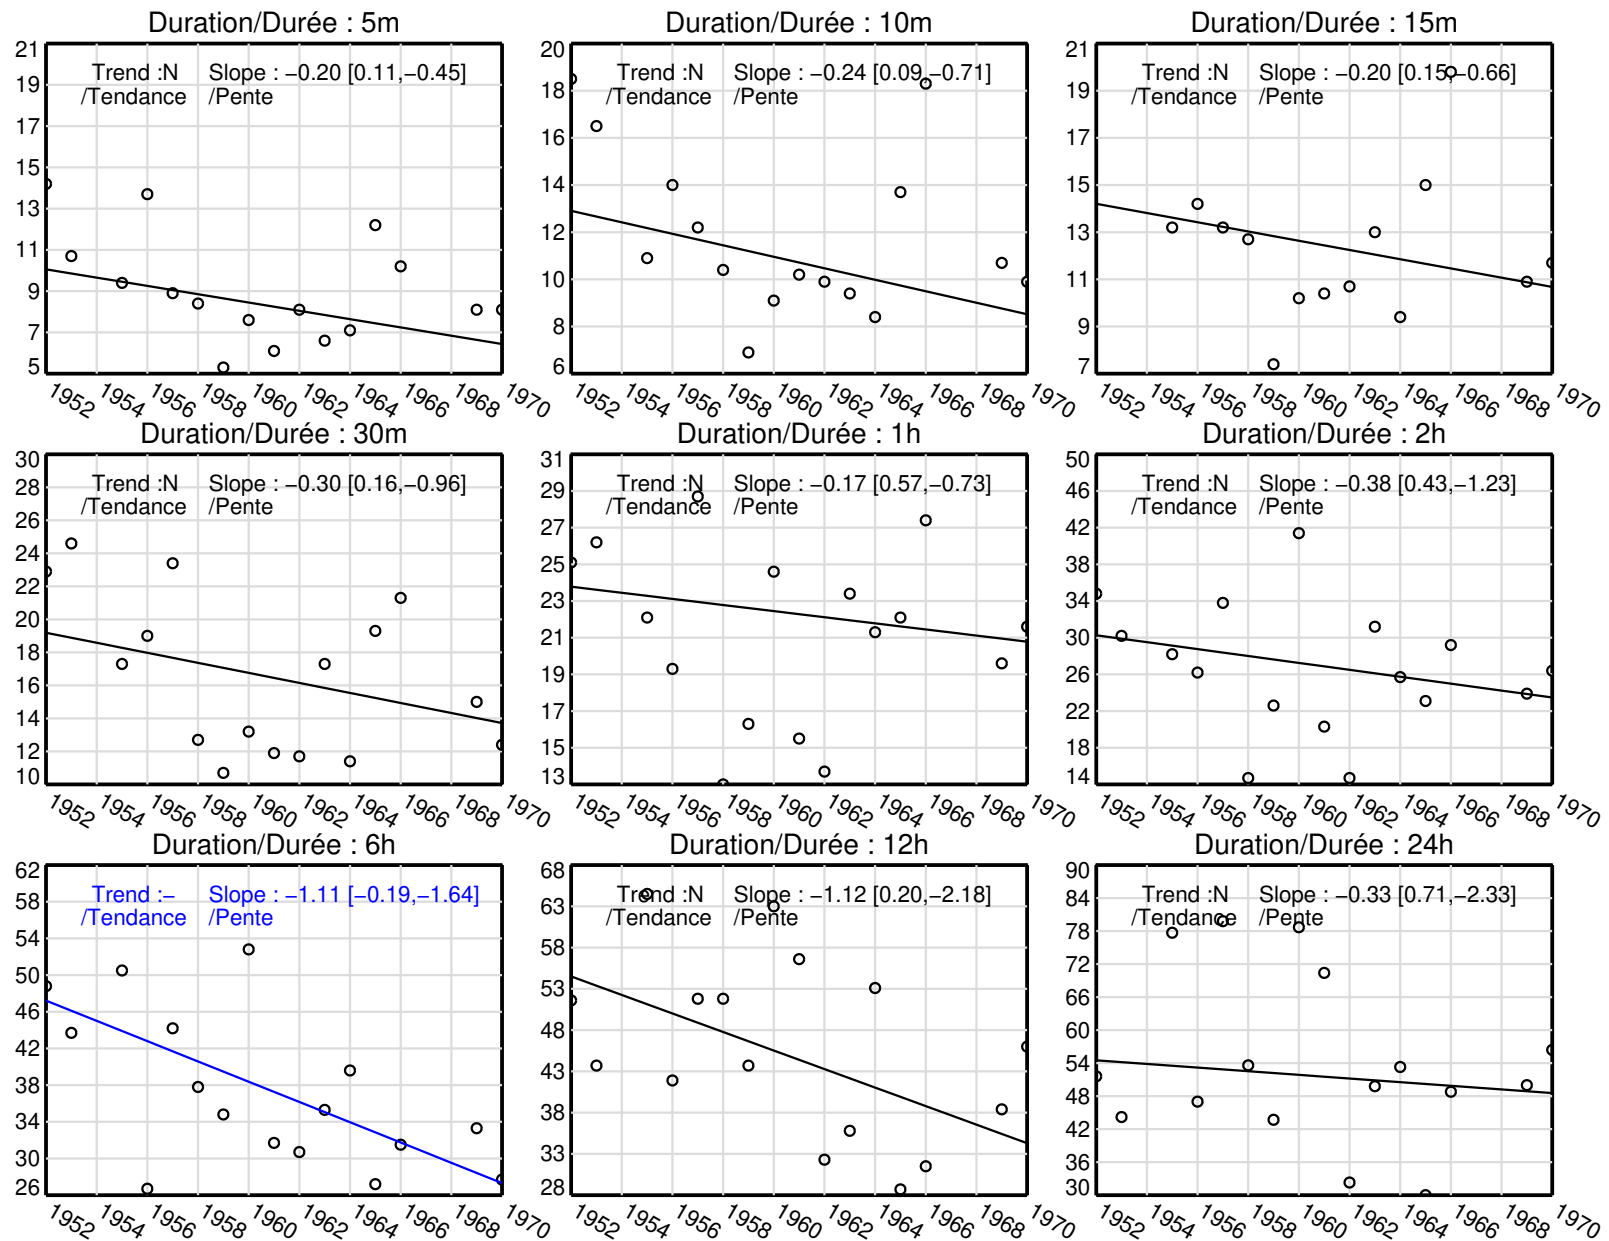 Duration/Durée : 5m
21
19
17
15
13
11
9
7
5
Trend :N Slope : −0.20 [0.11,−0.45]
/Tendance /Pente
1952 1954 1956 1958 1960 1962 1964 1966 1968 1970
Duration/Durée : 10m
20
18
16
14
12
10
8
6
Trend :N Slope : −0.24 [0.09,−0.71]
/Tendance /Pente
1952 1954 1956 1958 1960 1962 1964 1966 1968 1970
Duration/Durée : 15m
21
19
17
15
13
11
9
7
Trend :N Slope : −0.20 [0.15,−0.66]
/Tendance /Pente
1952 1954 1956 1958 1960 1962 1964 1966 1968 1970
Duration/Durée : 30m
30
28
26
24
22
20
18
16
14
12
10
Trend :N Slope : −0.30 [0.16,−0.96]
/Tendance /Pente
1952 1954 1956 1958 1960 1962 1964 1966 1968 1970
Duration/Durée : 1h
31
29
27
25
23
21
19
17
15
13
Trend :N Slope : −0.17 [0.57,−0.73]
/Tendance /Pente
1952 1954 1956 1958 1960 1962 1964 1966 1968 1970
Duration/Durée : 2h
50
46
42
38
34
30
26
22
18
14
Trend :N Slope : −0.38 [0.43,−1.23]
/Tendance /Pente
1952 1954 1956 1958 1960 1962 1964 1966 1968 1970
Duration/Durée : 6h
62
58
54
50
46
42
38
34
30
26
Trend :− Slope : −1.11 [−0.19,−1.64]
/Tendance /Pente
1952 1954 1956 1958 1960 1962 1964 1966 1968 1970
Duration/Durée : 12h
68
63
58
53
48
43
38
33
28
Trend :N Slope : −1.12 [0.20,−2.18]
/Tendance /Pente
1952 1954 1956 1958 1960 1962 1964 1966 1968 1970
Duration/Durée : 24h
90
84
78
72
66
60
54
48
42
36
30
Trend :N Slope : −0.33 [0.71,−2.33]
/Tendance /Pente
1952 1954 1956 1958 1960 1962 1964 1966 1968 1970